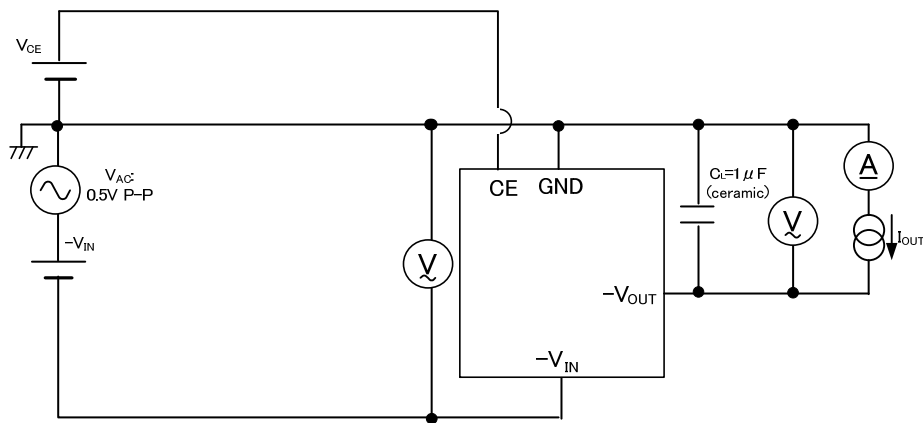 VCE
VAC:
0.5V P-P
-VIN
V
CE
GND
-VOUT
-VIN
CL=1μF
(ceramic)
V
A
IOUT